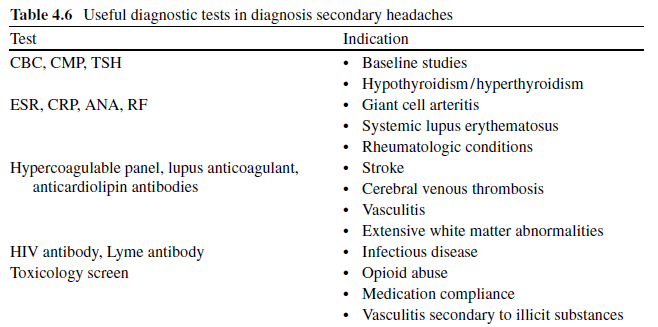 Table 4.6 Useful diagnostic tests in diagnosis secondary headaches
Test Indication
CBC, CMP, TSH • Baseline studies
• Hypothyroidism/hyperthyroidism
ESR, CRP, ANA, RF • Giant cell arteritis
• Systemic lupus erythematosus
• Rheumatologic conditions
Hypercoagulable panel, lupus anticoagulant, • Stroke
anticardiolipin antibodies • Cerebral venous thrombosis
• Vasculitis
• Extensive white matter abnormalities
HIV antibody, Lyme antibody • Infectious disease
Toxicology screen • Opioid abuse
• Medication compliance
• Vasculitis secondary to illicit substances